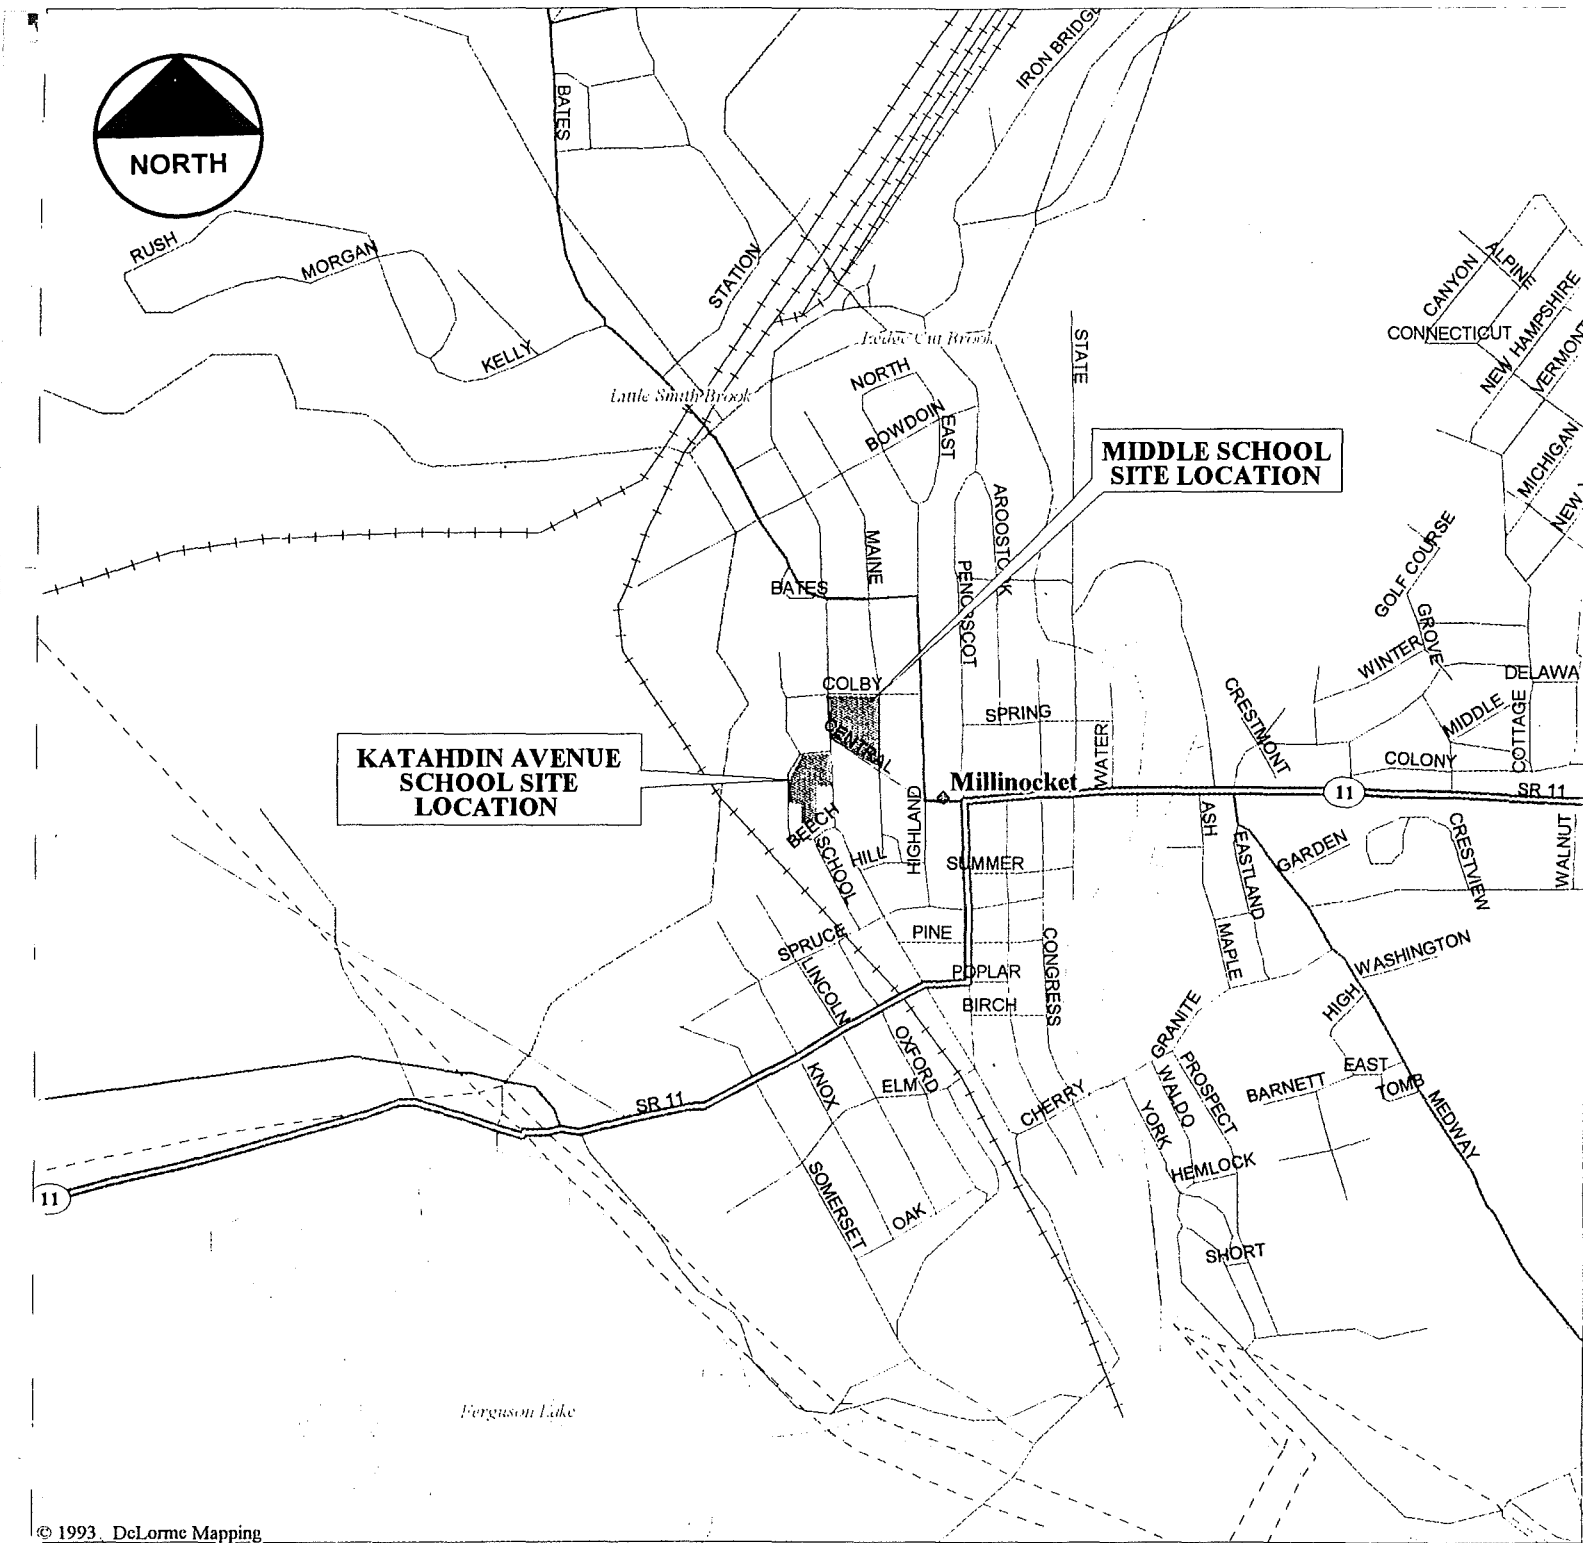 IRON BRIDGE
BATES
NORTH
RUSH
MORGAN
STATION
CANYON
ALPINE
NEW HAMPSHIRE
CONNECTICUT
VERMONT
KELLY
Ledge Cut Brook
STATE
NORTH
Little Smith Brook
BOWDOIN
EAST
MICHIGAN
NEW
MIDDLE SCHOOL
SITE LOCATION
AROOSTOOK
MAINE
PENOBSCOT
GOLF COURSE
BATES
GROVE
WINTER
DELAWA
COLBY
CRESTMONT
CENTRAL
SPRING
WATER
MIDDLE
COTTAGE
COLONY
KATAHDIN AVENUE
SCHOOL SITE
LOCATION
Millinocket
11
SR 11
BEECH
SCHOOL
HILL
HIGHLAND
SUMMER
ASH
EASTLAND
GARDEN
CRESTVIEW
WALNUT
SPRUCE
PINE
CONGRESS
MAPLE
WASHINGTON
LINCOLN
POPLAR
BIRCH
HIGH
GRANITE
OXFORD
KNOX
ELM
CHERRY
PROSPECT
WALDO
YORK
EAST
BARNETT
TOMB
MEDWAY
SR 11
HEMLOCK
SOMERSET
OAK
11
SHORT
Ferguson Lake
© 1993 DeLorme Mapping